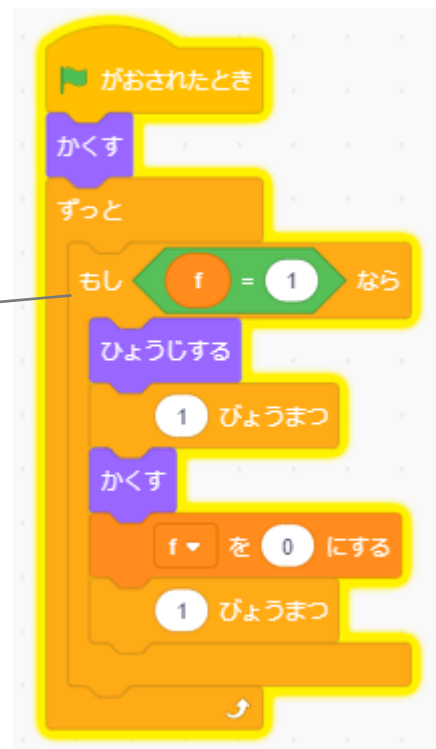 がおされたとき
かくす
ずっと
もし f = 1 なら
ひょうじする
1 びょうまつ
かくす
f を 0 にする
1 びょうまつ